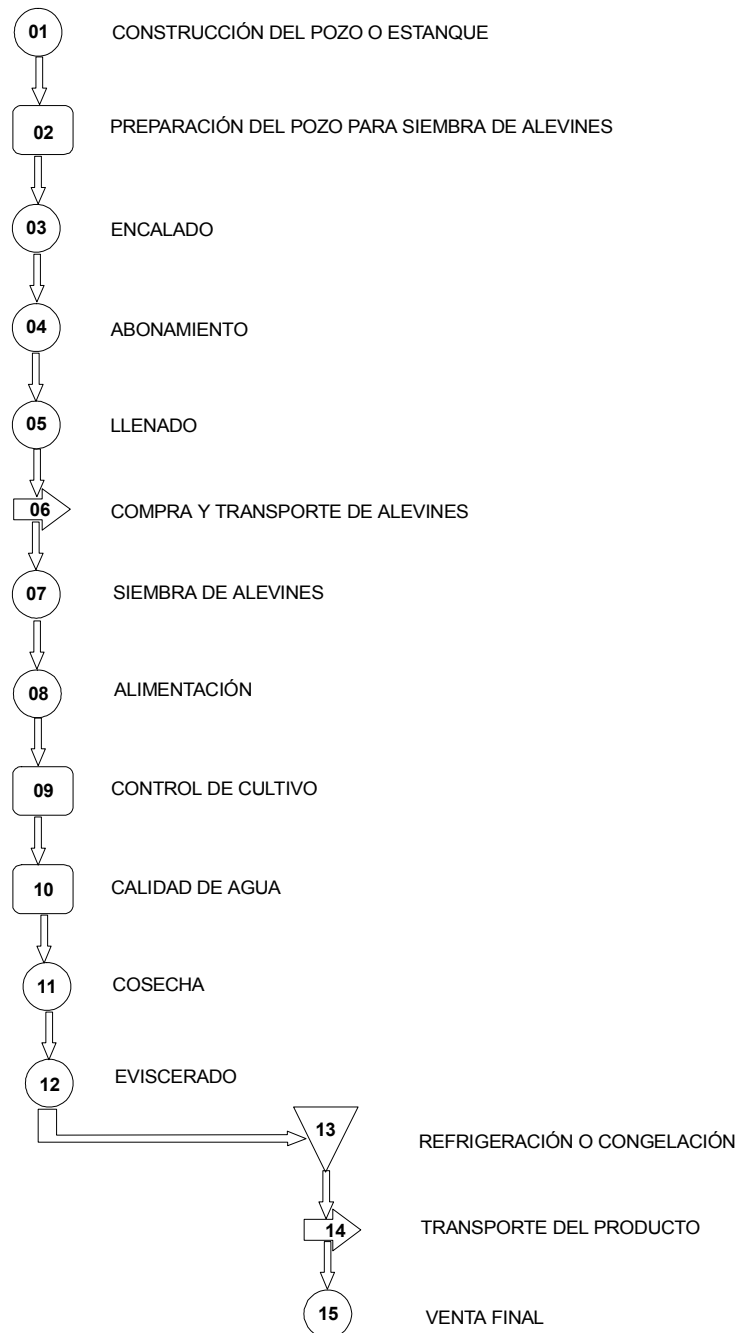 01 CONSTRUCCIÓN DEL POZO O ESTANQUE
02 PREPARACIÓN DEL POZO PARA SIEMBRA DE ALEVINES
03 ENCALADO
04 ABONAMIENTO
05 LLENADO
06 COMPRA Y TRANSPORTE DE ALEVINES
07 SIEMBRA DE ALEVINES
08 ALIMENTACIÓN
09 CONTROL DE CULTIVO
10 CALIDAD DE AGUA
11 COSECHA
12 EVISCERADO
13 REFRIGERACIÓN O CONGELACIÓN
14 TRANSPORTE DEL PRODUCTO
15 VENTA FINAL